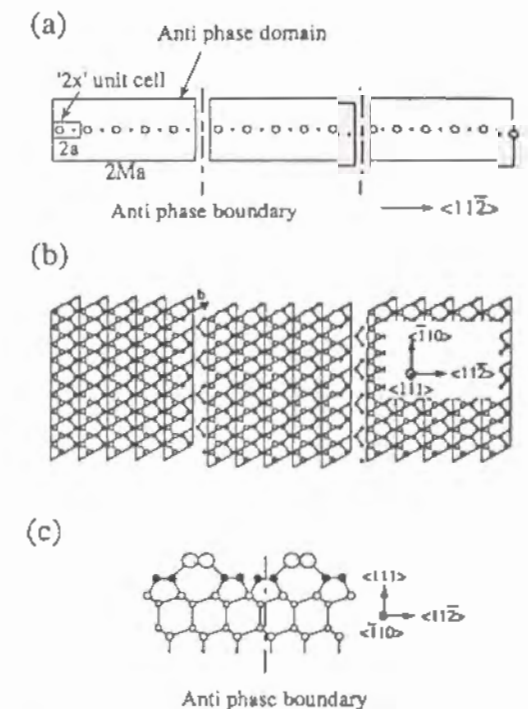 (a)
Anti phase domain
'2x' unit cell
2a
2Ma
Anti phase boundary
<112̅>
(b)
b
<1̅10>
<112̅>
<111>
(c)
<111>
<112̅>
<1̅10>
Anti phase boundary